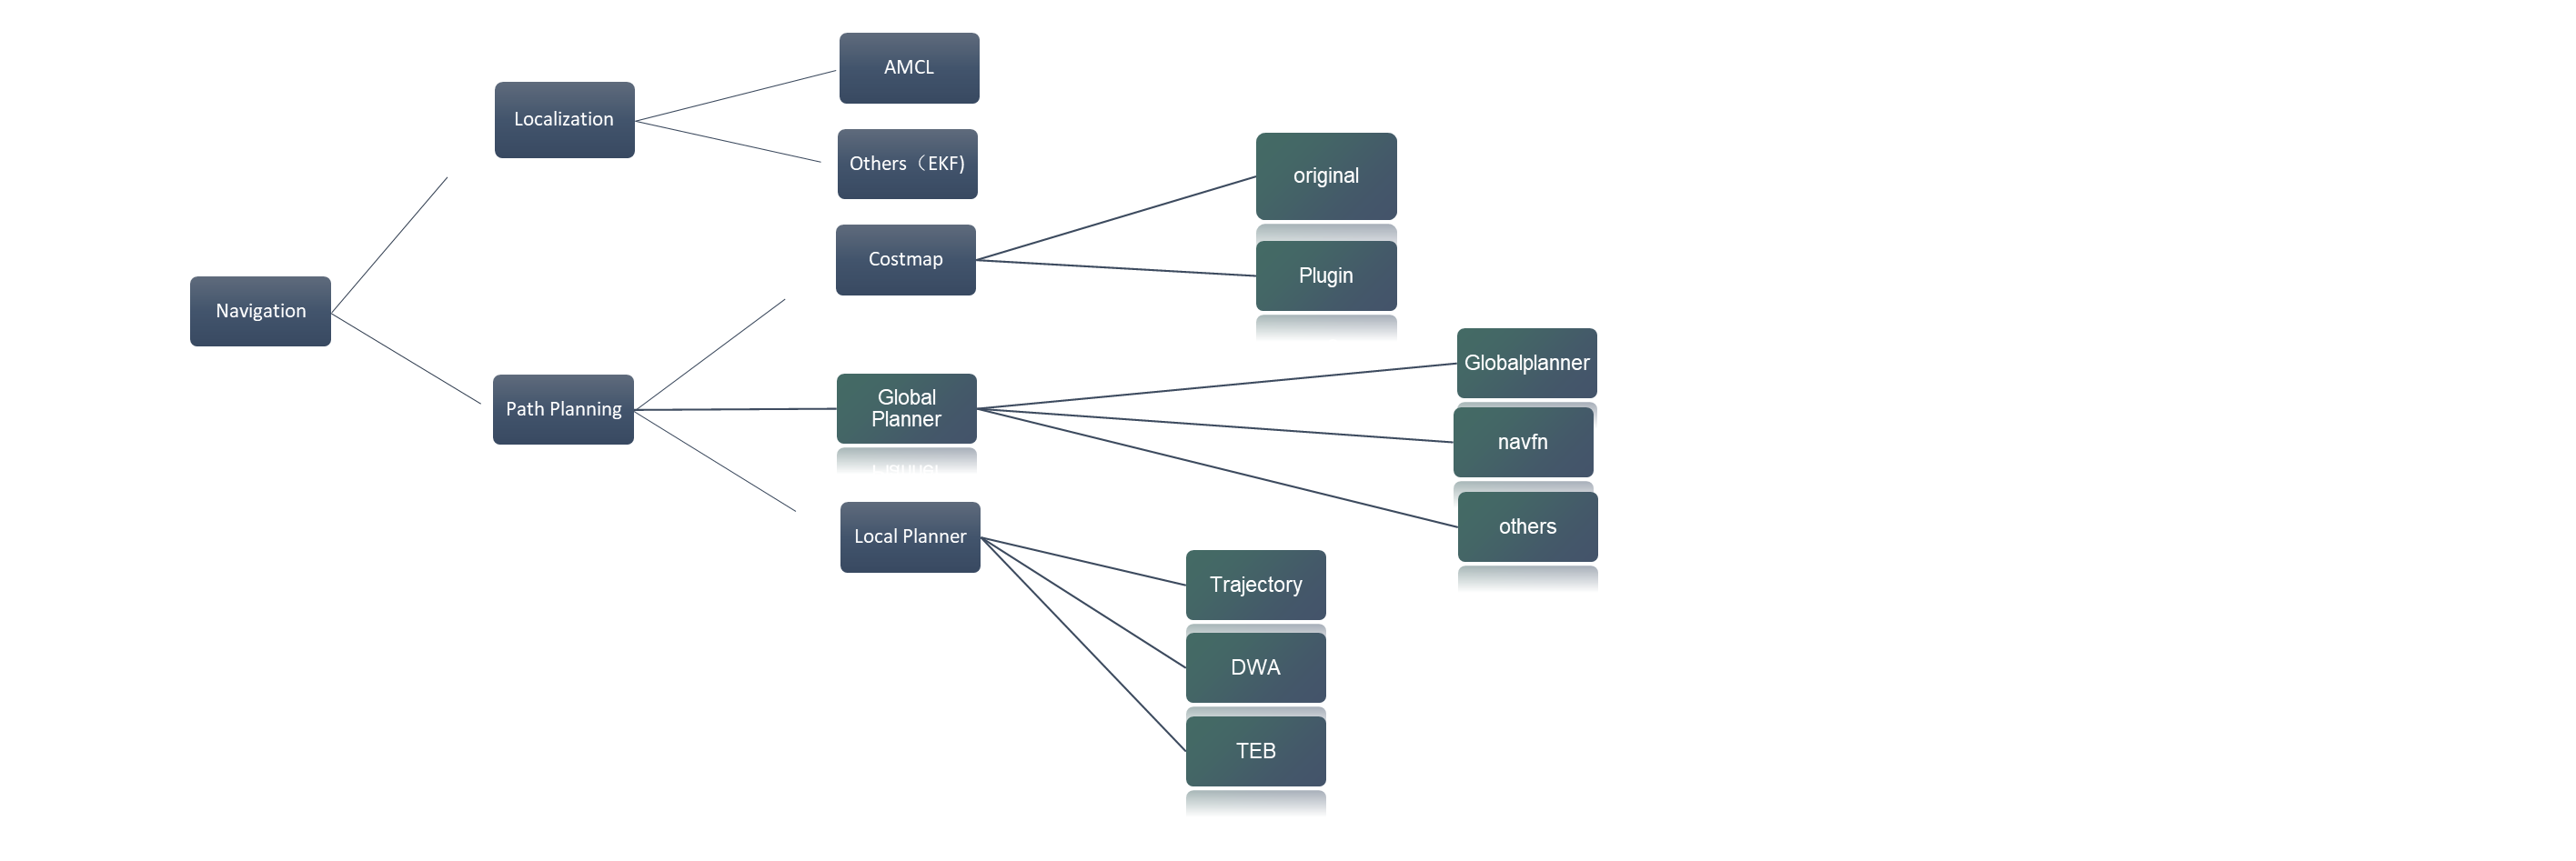 AMCL
Localization
Others（EKF)
original
Costmap
Plugin
Navigation
Globalplanner
Path Planning
Global
Planner
navfn
Local Planner
others
Trajectory
DWA
TEB